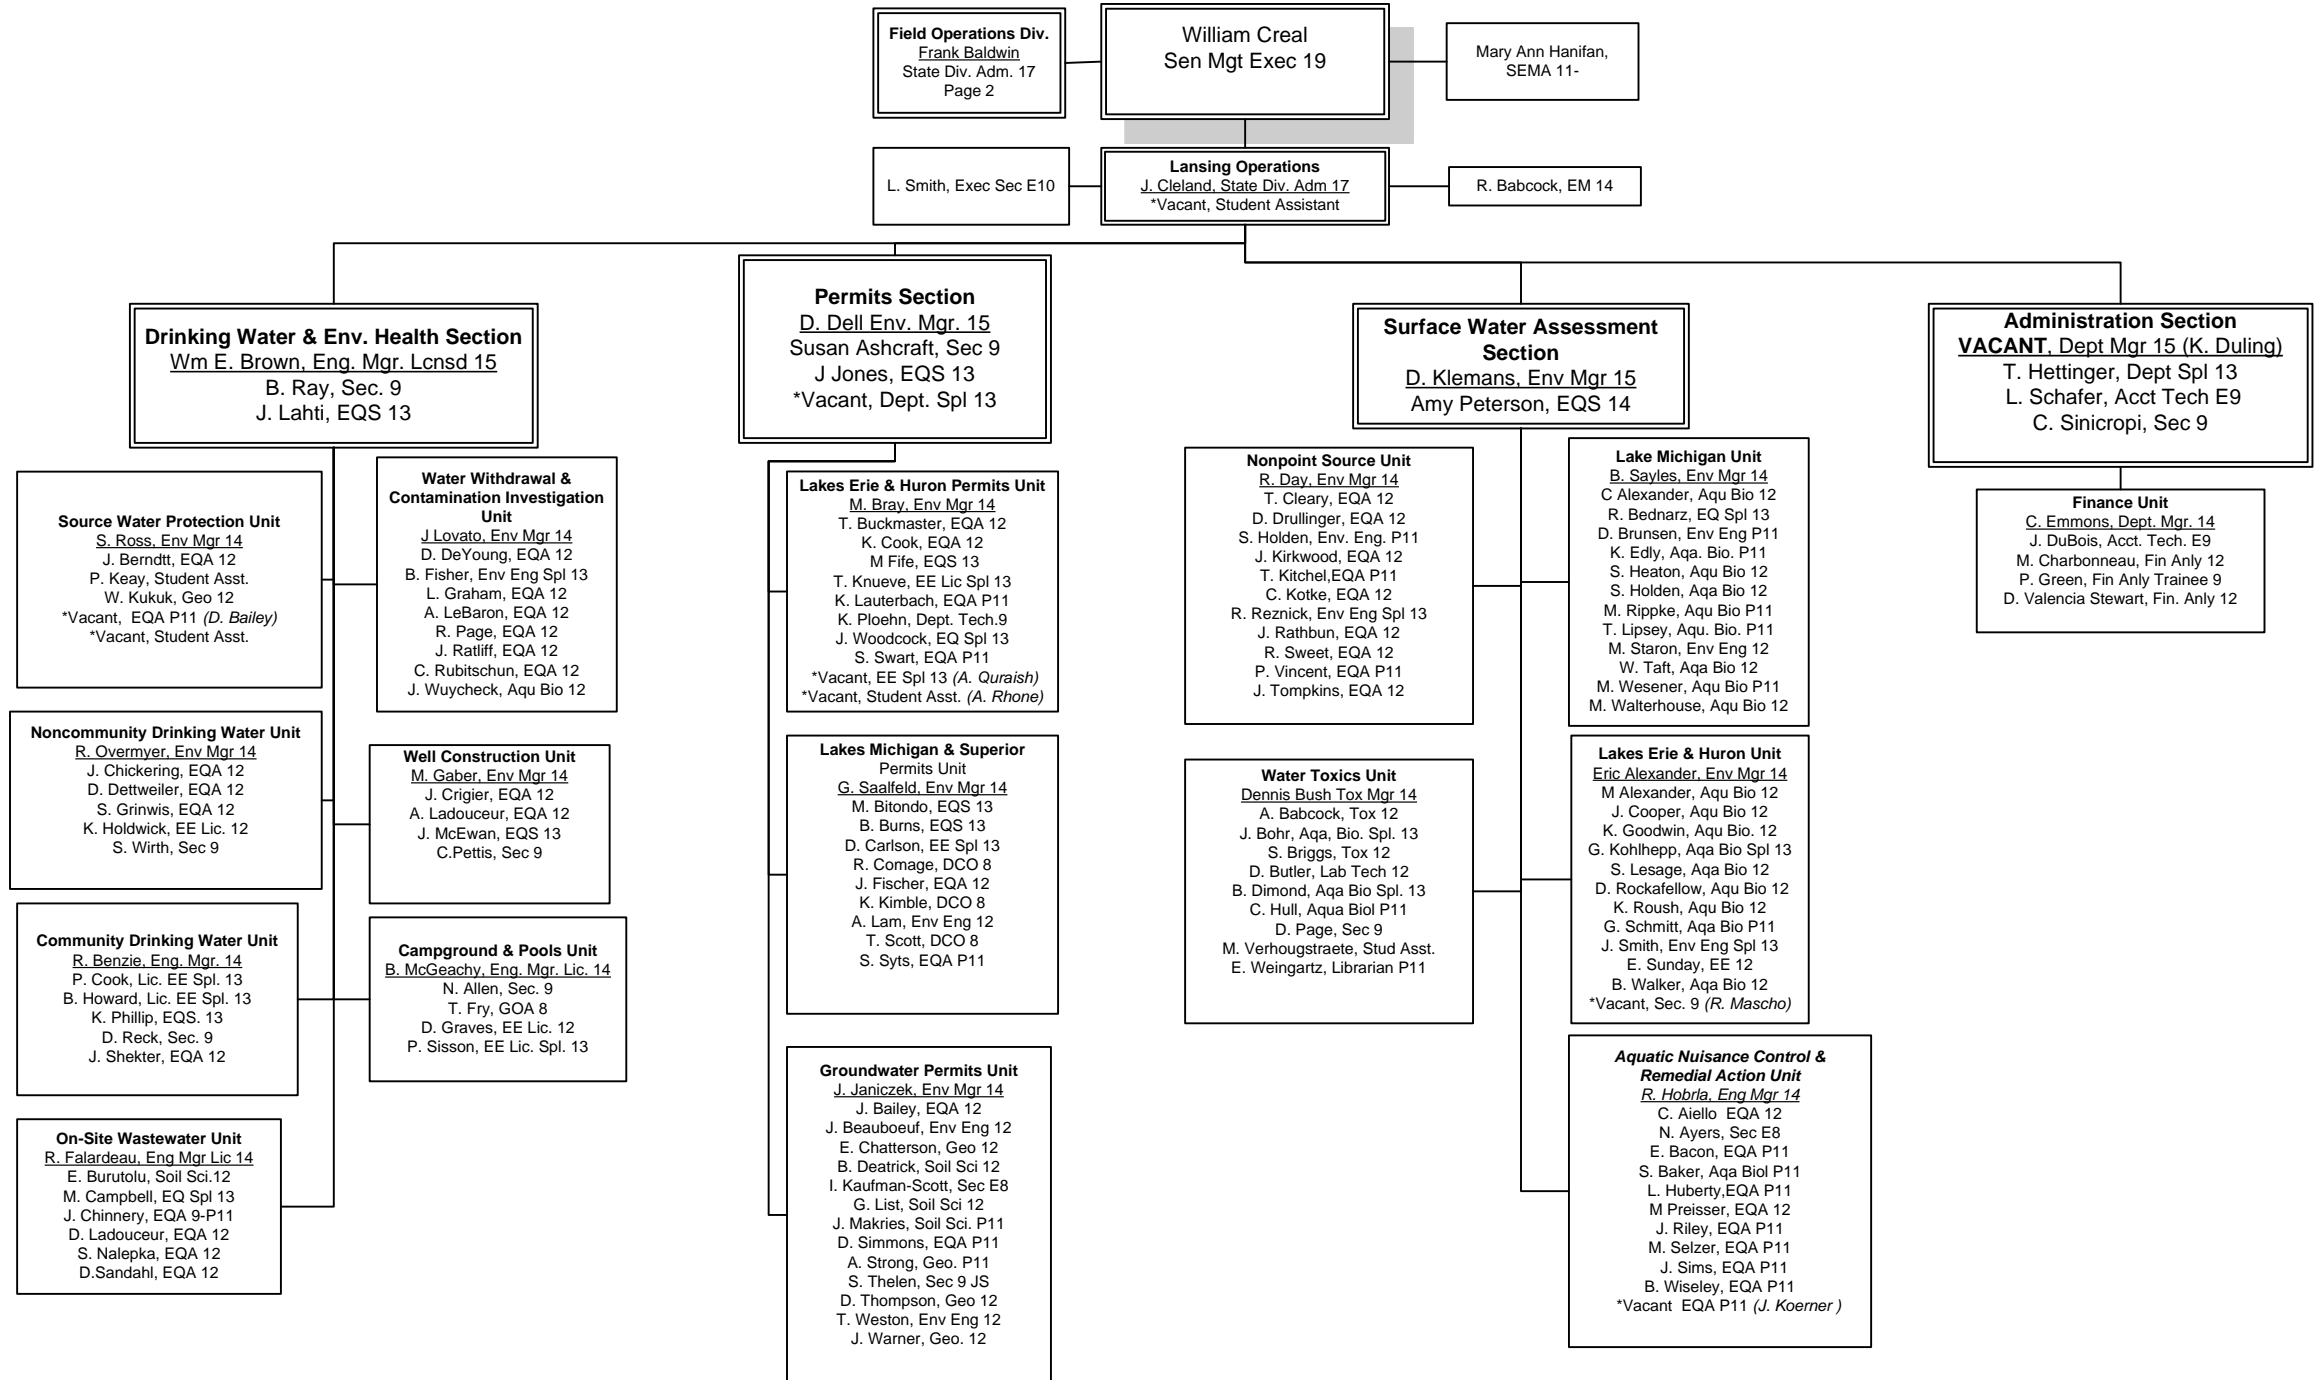 Field Operations Div.
Frank Baldwin
State Div. Adm. 17
Page 2
William Creal
Sen Mgt Exec 19
Mary Ann Hanifan,
SEMA 11-
L. Smith, Exec Sec E10
Lansing Operations
J. Cleland, State Div. Adm 17
*Vacant, Student Assistant
R. Babcock, EM 14
Drinking Water & Env. Health Section
Wm E. Brown, Eng. Mgr. Lcnsd 15
B. Ray, Sec. 9
J. Lahti, EQS 13
Permits Section
D. Dell Env. Mgr. 15
Susan Ashcraft, Sec 9
J Jones, EQS 13
*Vacant, Dept. Spl 13
Surface Water Assessment
Section
D. Klemans, Env Mgr 15
Amy Peterson, EQS 14
Administration Section
VACANT, Dept Mgr 15 (K. Duling)
T. Hettinger, Dept Spl 13
L. Schafer, Acct Tech E9
C. Sinicropi, Sec 9
Source Water Protection Unit
S. Ross, Env Mgr 14
J. Berndtt, EQA 12
P. Keay, Student Asst.
W. Kukuk, Geo 12
*Vacant, EQA P11 (D. Bailey)
*Vacant, Student Asst.
Water Withdrawal &
Contamination Investigation
Unit
J Lovato, Env Mgr 14
D. DeYoung, EQA 12
B. Fisher, Env Eng Spl 13
L. Graham, EQA 12
A. LeBaron, EQA 12
R. Page, EQA 12
J. Ratliff, EQA 12
C. Rubitschun, EQA 12
J. Wuycheck, Aqu Bio 12
Noncommunity Drinking Water Unit
R. Overmyer, Env Mgr 14
J. Chickering, EQA 12
D. Dettweiler, EQA 12
S. Grinwis, EQA 12
K. Holdwick, EE Lic. 12
S. Wirth, Sec 9
Well Construction Unit
M. Gaber, Env Mgr 14
J. Crigier, EQA 12
A. Ladouceur, EQA 12
J. McEwan, EQS 13
C.Pettis, Sec 9
Community Drinking Water Unit
R. Benzie, Eng. Mgr. 14
P. Cook, Lic. EE Spl. 13
B. Howard, Lic. EE Spl. 13
K. Phillip, EQS. 13
D. Reck, Sec. 9
J. Shekter, EQA 12
Campground & Pools Unit
B. McGeachy, Eng. Mgr. Lic. 14
N. Allen, Sec. 9
T. Fry, GOA 8
D. Graves, EE Lic. 12
P. Sisson, EE Lic. Spl. 13
On-Site Wastewater Unit
R. Falardeau, Eng Mgr Lic 14
E. Burutolu, Soil Sci.12
M. Campbell, EQ Spl 13
J. Chinnery, EQA 9-P11
D. Ladouceur, EQA 12
S. Nalepka, EQA 12
D.Sandahl, EQA 12
Lakes Erie & Huron Permits Unit
M. Bray, Env Mgr 14
T. Buckmaster, EQA 12
K. Cook, EQA 12
M Fife, EQS 13
T. Knueve, EE Lic Spl 13
K. Lauterbach, EQA P11
K. Ploehn, Dept. Tech.9
J. Woodcock, EQ Spl 13
S. Swart, EQA P11
*Vacant, EE Spl 13 (A. Quraish)
*Vacant, Student Asst. (A. Rhone)
Lakes Michigan & Superior
Permits Unit
G. Saalfeld, Env Mgr 14
M. Bitondo, EQS 13
B. Burns, EQS 13
D. Carlson, EE Spl 13
R. Comage, DCO 8
J. Fischer, EQA 12
K. Kimble, DCO 8
A. Lam, Env Eng 12
T. Scott, DCO 8
S. Syts, EQA P11
Groundwater Permits Unit
J. Janiczek, Env Mgr 14
J. Bailey, EQA 12
J. Beauboeuf, Env Eng 12
E. Chatterson, Geo 12
B. Deatrick, Soil Sci 12
I. Kaufman-Scott, Sec E8
G. List, Soil Sci 12
J. Makries, Soil Sci. P11
D. Simmons, EQA P11
A. Strong, Geo. P11
S. Thelen, Sec 9 JS
D. Thompson, Geo 12
T. Weston, Env Eng 12
J. Warner, Geo. 12
Nonpoint Source Unit
R. Day, Env Mgr 14
T. Cleary, EQA 12
D. Drullinger, EQA 12
S. Holden, Env. Eng. P11
J. Kirkwood, EQA 12
T. Kitchel,EQA P11
C. Kotke, EQA 12
R. Reznick, Env Eng Spl 13
J. Rathbun, EQA 12
R. Sweet, EQA 12
P. Vincent, EQA P11
J. Tompkins, EQA 12
Water Toxics Unit
Dennis Bush Tox Mgr 14
A. Babcock, Tox 12
J. Bohr, Aqa, Bio. Spl. 13
S. Briggs, Tox 12
D. Butler, Lab Tech 12
B. Dimond, Aqa Bio Spl. 13
C. Hull, Aqua Biol P11
D. Page, Sec 9
M. Verhougstraete, Stud Asst.
E. Weingartz, Librarian P11
Lake Michigan Unit
B. Sayles, Env Mgr 14
C Alexander, Aqu Bio 12
R. Bednarz, EQ Spl 13
D. Brunsen, Env Eng P11
K. Edly, Aqa. Bio. P11
S. Heaton, Aqu Bio 12
S. Holden, Aqa Bio 12
M. Rippke, Aqu Bio P11
T. Lipsey, Aqu. Bio. P11
M. Staron, Env Eng 12
W. Taft, Aqa Bio 12
M. Wesener, Aqu Bio P11
M. Walterhouse, Aqu Bio 12
Lakes Erie & Huron Unit
Eric Alexander, Env Mgr 14
M Alexander, Aqu Bio 12
J. Cooper, Aqu Bio 12
K. Goodwin, Aqu Bio. 12
G. Kohlhepp, Aqa Bio Spl 13
S. Lesage, Aqa Bio 12
D. Rockafellow, Aqu Bio 12
K. Roush, Aqu Bio 12
G. Schmitt, Aqa Bio P11
J. Smith, Env Eng Spl 13
E. Sunday, EE 12
B. Walker, Aqa Bio 12
*Vacant, Sec. 9 (R. Mascho)
Aquatic Nuisance Control &
Remedial Action Unit
R. Hobrla, Eng Mgr 14
C. Aiello EQA 12
N. Ayers, Sec E8
E. Bacon, EQA P11
S. Baker, Aqa Biol P11
L. Huberty,EQA P11
M Preisser, EQA 12
J. Riley, EQA P11
M. Selzer, EQA P11
J. Sims, EQA P11
B. Wiseley, EQA P11
*Vacant EQA P11 (J. Koerner )
Finance Unit
C. Emmons, Dept. Mgr. 14
J. DuBois, Acct. Tech. E9
M. Charbonneau, Fin Anly 12
P. Green, Fin Anly Trainee 9
D. Valencia Stewart, Fin. Anly 12